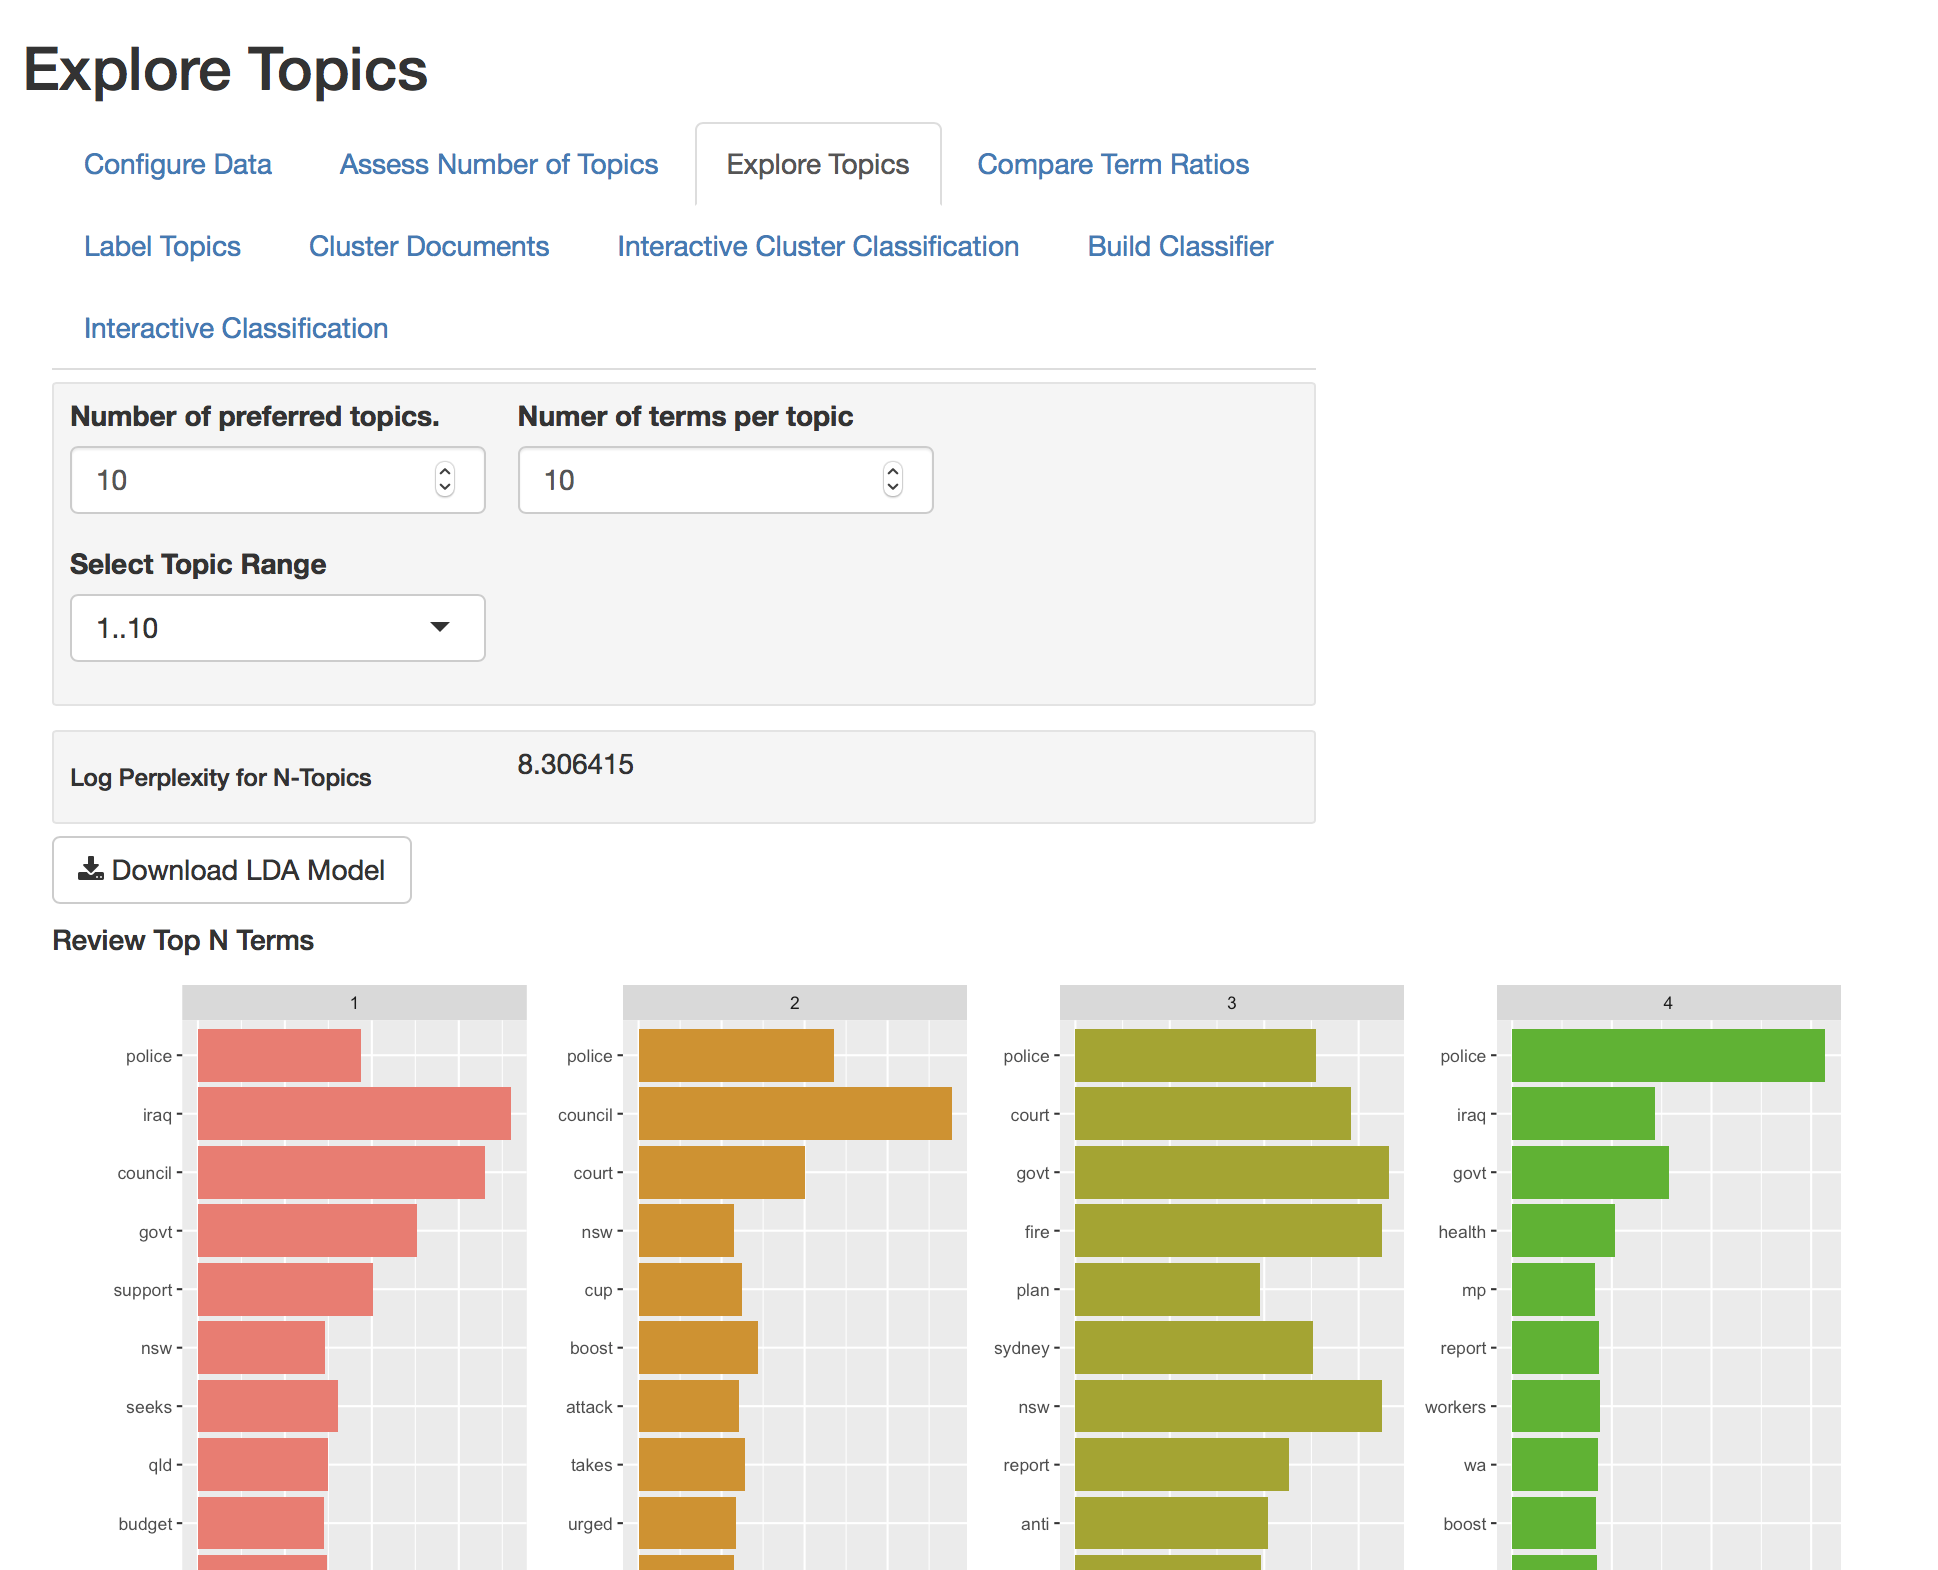 Explore Topics
Configure Data Assess Number of Topics Explore Topics Compare Term Ratios
Label Topics Cluster Documents Interactive Cluster Classification Build Classifier
Interactive Classification
Number of preferred topics. Numer of terms per topic
10 10
Select Topic Range
1..10
Log Perplexity for N-Topics 8.306415
Download LDA Model
Review Top N Terms
1 2 3 4
police police police police
iraq council court iraq
council court govt govt
govt nsw fire health
support cup plan mp
nsw boost sydney report
seeks attack nsw workers
qld takes report wa
budget urged anti boost